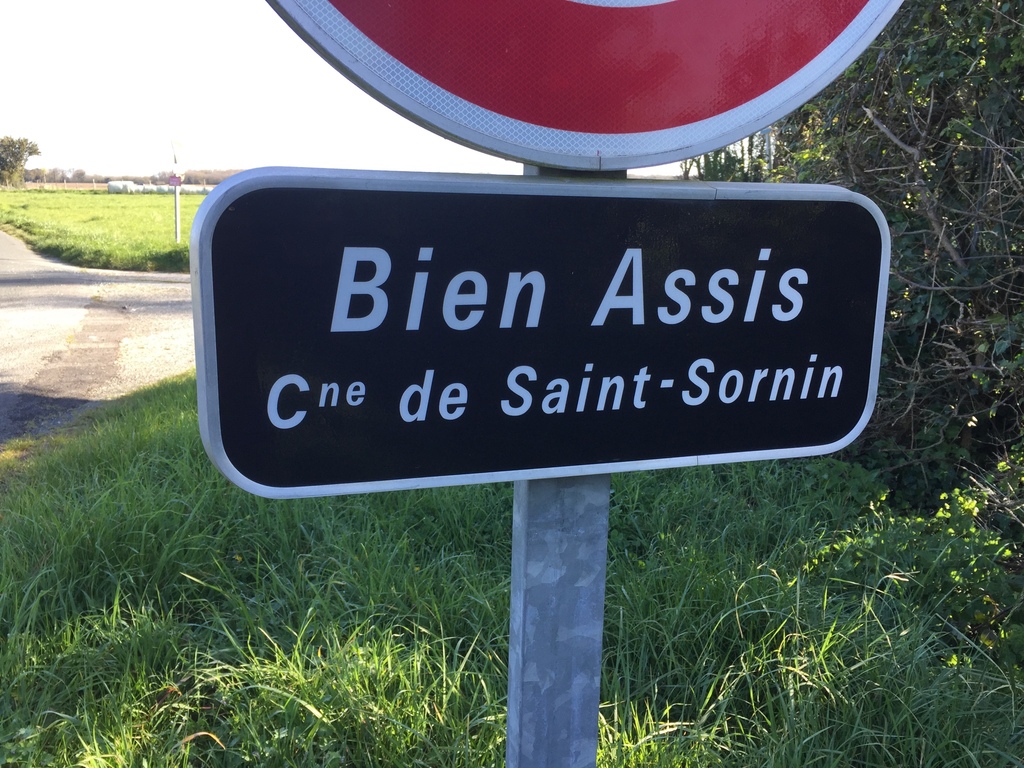 Bien Assis
Cne de Saint-Sornin